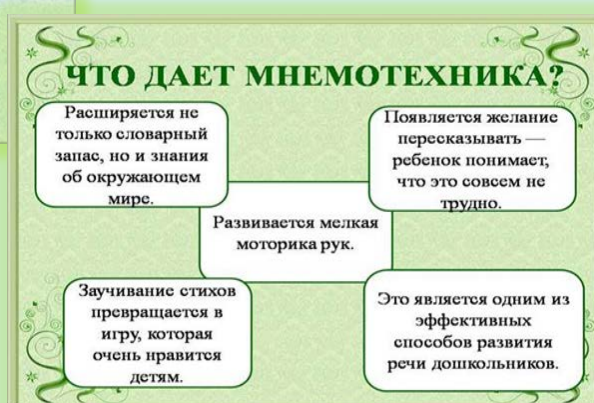 ЧТО ДАЕТ МНЕМОТЕХНИКА?
Расширяется не
только словарный
запас, но и знания
об окружающем
мире.
Появляется желание
пересказывать —
ребенок понимает,
что это совсем не
трудно.
Развивается мелкая
моторика рук.
Заучивание стихов
превращается в
игру, которая
очень нравится
детям.
Это является одним из
эффективных
способов развития
речи дошкольников.